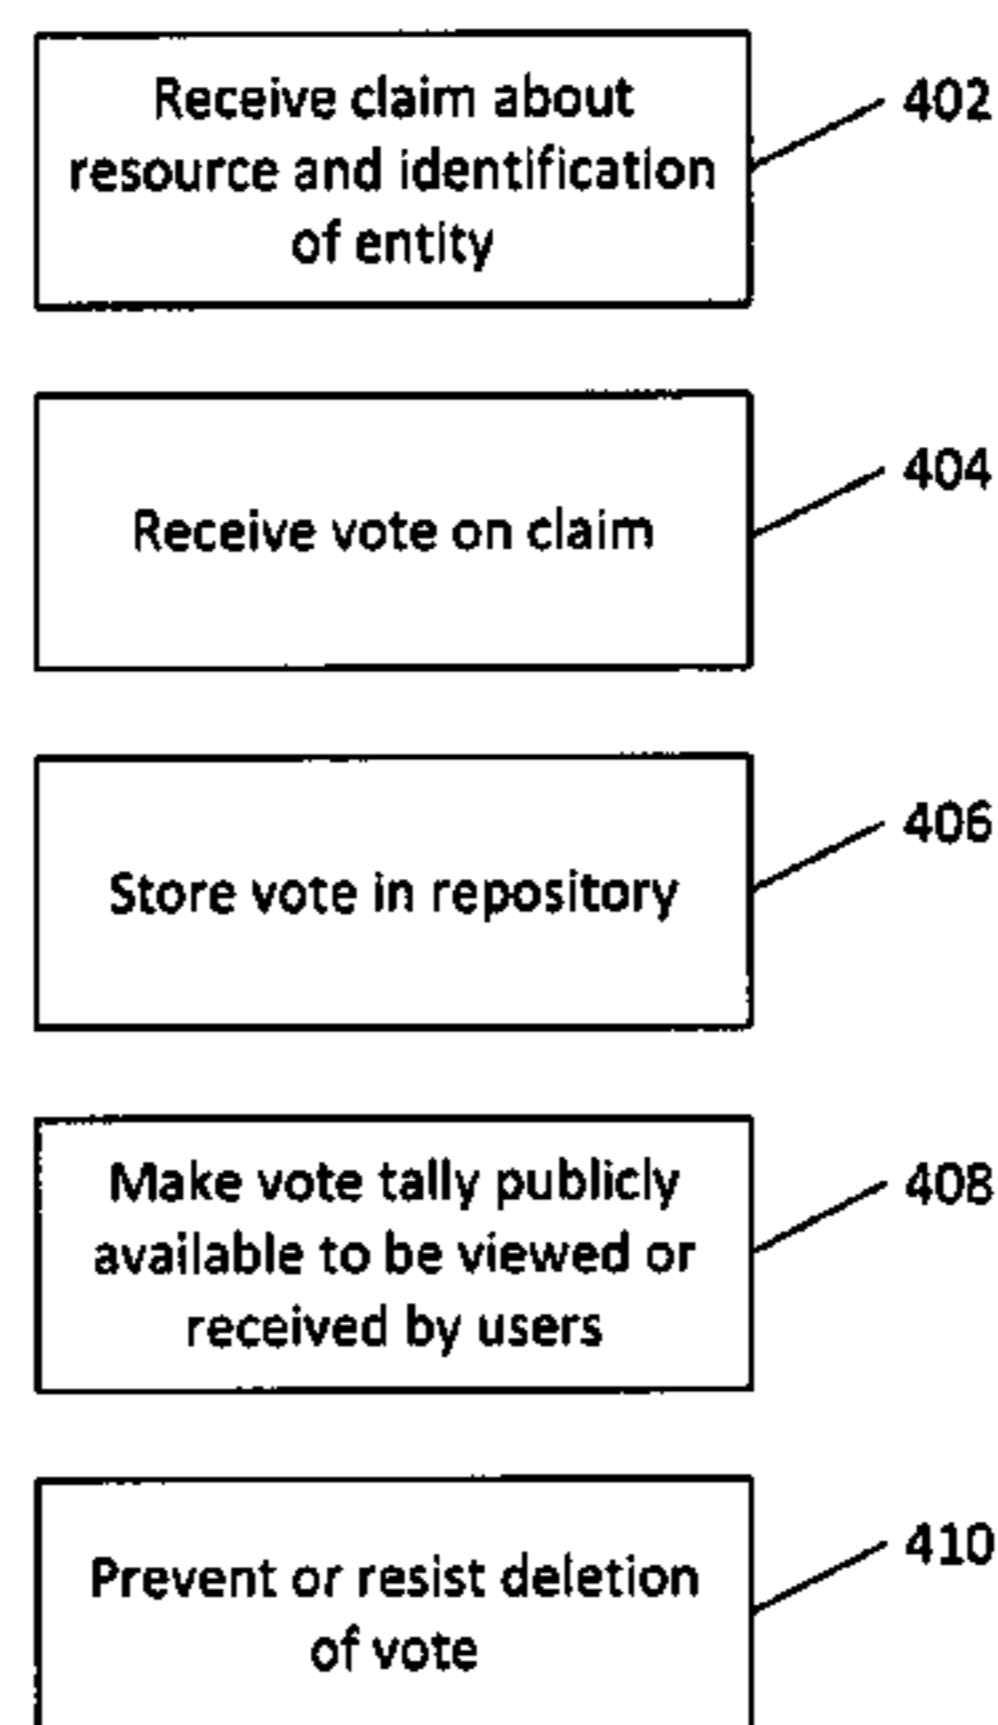 Receive claim about
resource and identification
of entity
402
Receive vote on claim
404
Store vote in repository
406
Make vote tally publicly
available to be viewed or
received by users
408
Prevent or resist deletion
of vote
410